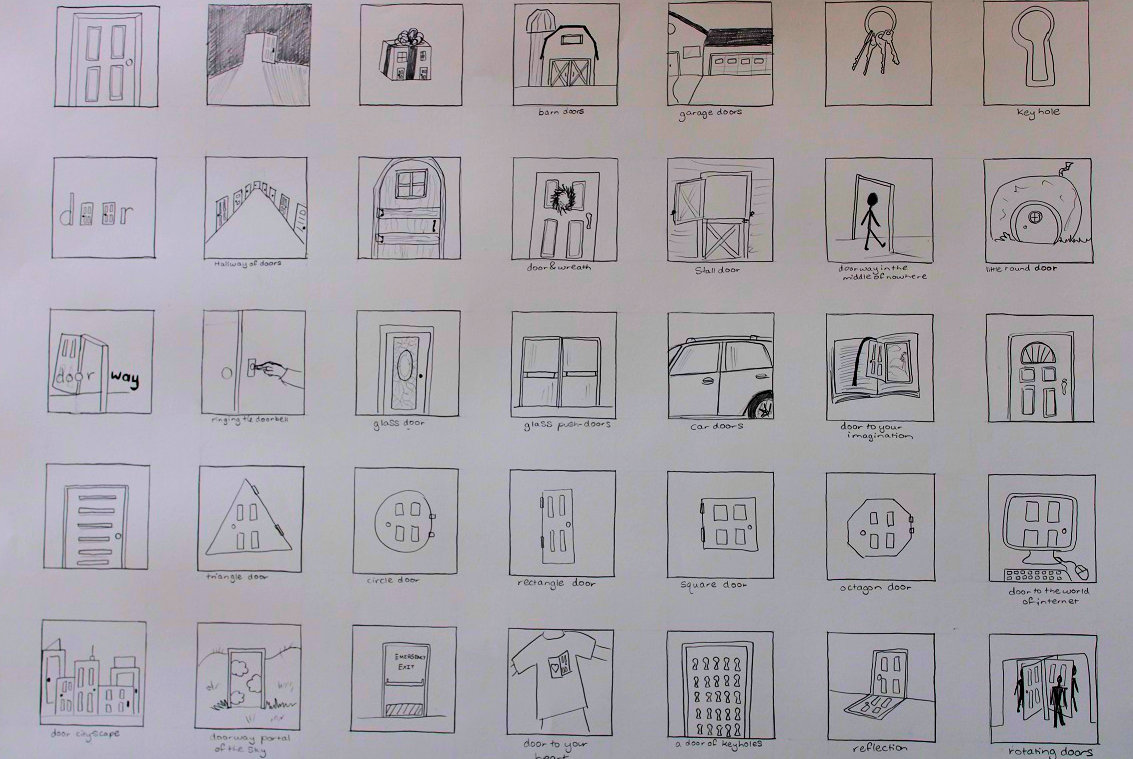 barn doors
garage doors
key hole
door
Hallway of doors
door & wreath
Stall door
doorway in the
middle of nowhere
little round door
door way
ringing the doorbell
glass door
glass push-doors
car doors
door to your
imagination
triangle door
circle door
rectangle door
square door
octagon door
door to the world
of internet
EMERGENCY
EXIT
door cityscape
doorway portal
of the sky
door to your
heart
a door of keyholes
reflection
rotating doors